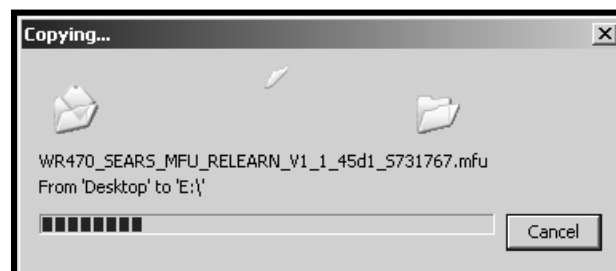 Copying...
WR470_SEARS_MFU_RELEARN_V1_1_45d1_S731767.mfu
From 'Desktop' to 'E:\'
Cancel